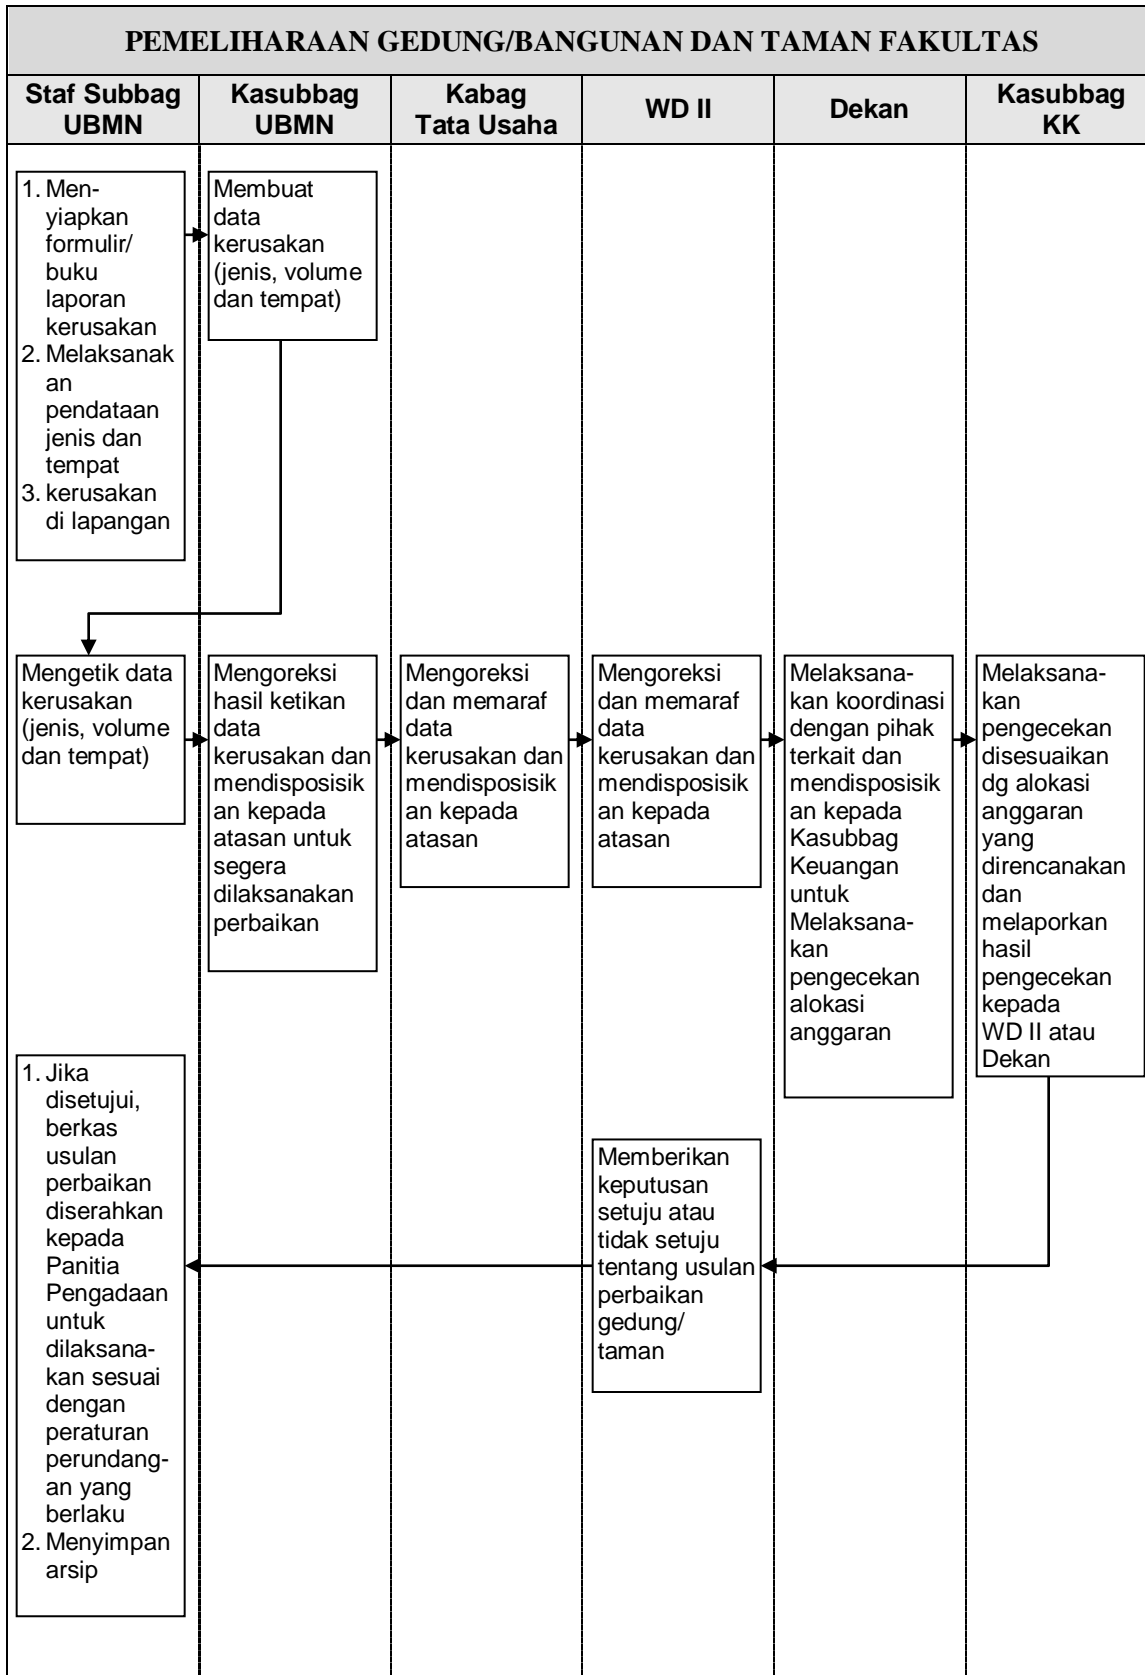 PEMELIHARAAN GEDUNG/BANGUNAN DAN TAMAN FAKULTAS
Staf Subbag
UBMN
Kasubbag
UBMN
Kabag
Tata Usaha
WD II
Dekan
Kasubbag
KK
1. Men-
yiapkan
formulir/
buku
laporan
kerusakan
2. Melaksanak
an
pendataan
jenis dan
tempat
3. kerusakan
di lapangan
Membuat
data
kerusakan
(jenis, volume
dan tempat)
Mengetik data
kerusakan
(jenis, volume
dan tempat)
Mengoreksi
hasil ketikan
data
kerusakan dan
mendisposisik
an kepada
atasan untuk
segera
dilaksanakan
perbaikan
Mengoreksi
dan memaraf
data
kerusakan dan
mendisposisik
an kepada
atasan
Mengoreksi
dan memaraf
data
kerusakan dan
mendisposisik
an kepada
atasan
Melaksana-
kan koordinasi
dengan pihak
terkait dan
mendisposisik
an kepada
Kasubbag
Keuangan
untuk
Melaksana-
kan
pengecekan
alokasi
anggaran
Melaksana-
kan
pengecekan
disesuaikan
dg alokasi
anggaran
yang
direncanakan
dan
melaporkan
hasil
pengecekan
kepada
WD II atau
Dekan
Memberikan
keputusan
setuju atau
tidak setuju
tentang usulan
perbaikan
gedung/
taman
1. Jika
disetujui,
berkas
usulan
perbaikan
diserahkan
kepada
Panitia
Pengadaan
untuk
dilaksana-
kan sesuai
dengan
peraturan
perundang-
an yang
berlaku
2. Menyimpan
arsip